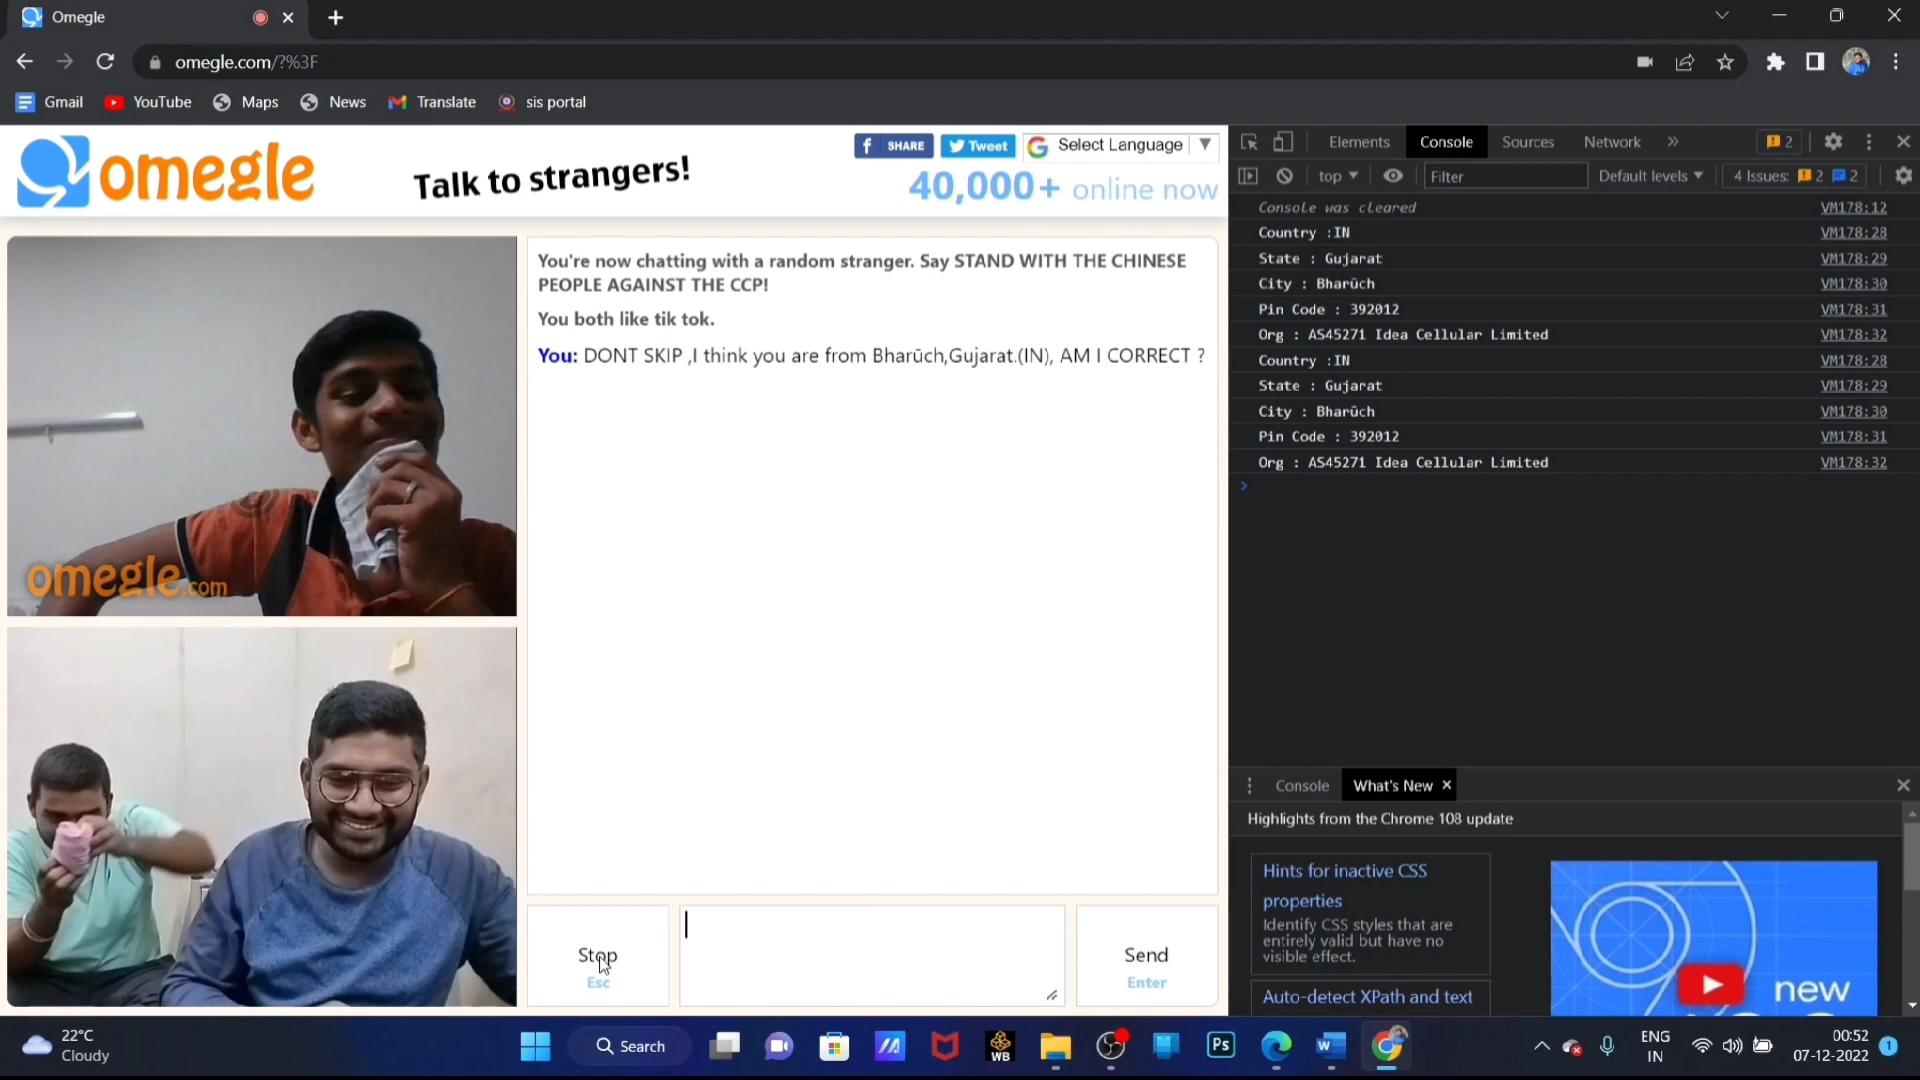 Omegle
omegle.com/?%3F
Gmail YouTube Maps News Translate sis portal
omegle
Talk to strangers!
SHARE Tweet Select Language ▼
40,000+ online now
You're now chatting with a random stranger. Say STAND WITH THE CHINESE
PEOPLE AGAINST THE CCP!
You both like tik tok.
You: DONT SKIP ,I think you are from Bharūch,Gujarat.(IN), AM I CORRECT ?
omegle.com
Stop
Esc
Send
Enter
Elements Console Sources Network » 2
top ▼ Filter Default levels ▼ 4 Issues: 2 2
Console was cleared VM178:12
Country :IN VM178:28
State : Gujarat VM178:29
City : Bharūch VM178:30
Pin Code : 392012 VM178:31
Org : AS45271 Idea Cellular Limited VM178:32
Country :IN VM178:28
State : Gujarat VM178:29
City : Bharūch VM178:30
Pin Code : 392012 VM178:31
Org : AS45271 Idea Cellular Limited VM178:32
Console What's New
Highlights from the Chrome 108 update
Hints for inactive CSS
properties
Identify CSS styles that are
entirely valid but have no
visible effect.
Auto-detect XPath and text
new
22°C
Cloudy
Search
WB
Ps
W
ENG
IN
00:52
07-12-2022
1